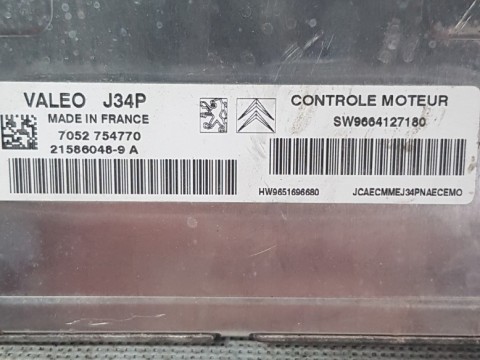 VALEO J34P
MADE IN FRANCE
7052 754770
21586048-9 A
CONTROLE MOTEUR
SW9664127180
HW9651696680
JCAECMMEJ34PNAECEMO